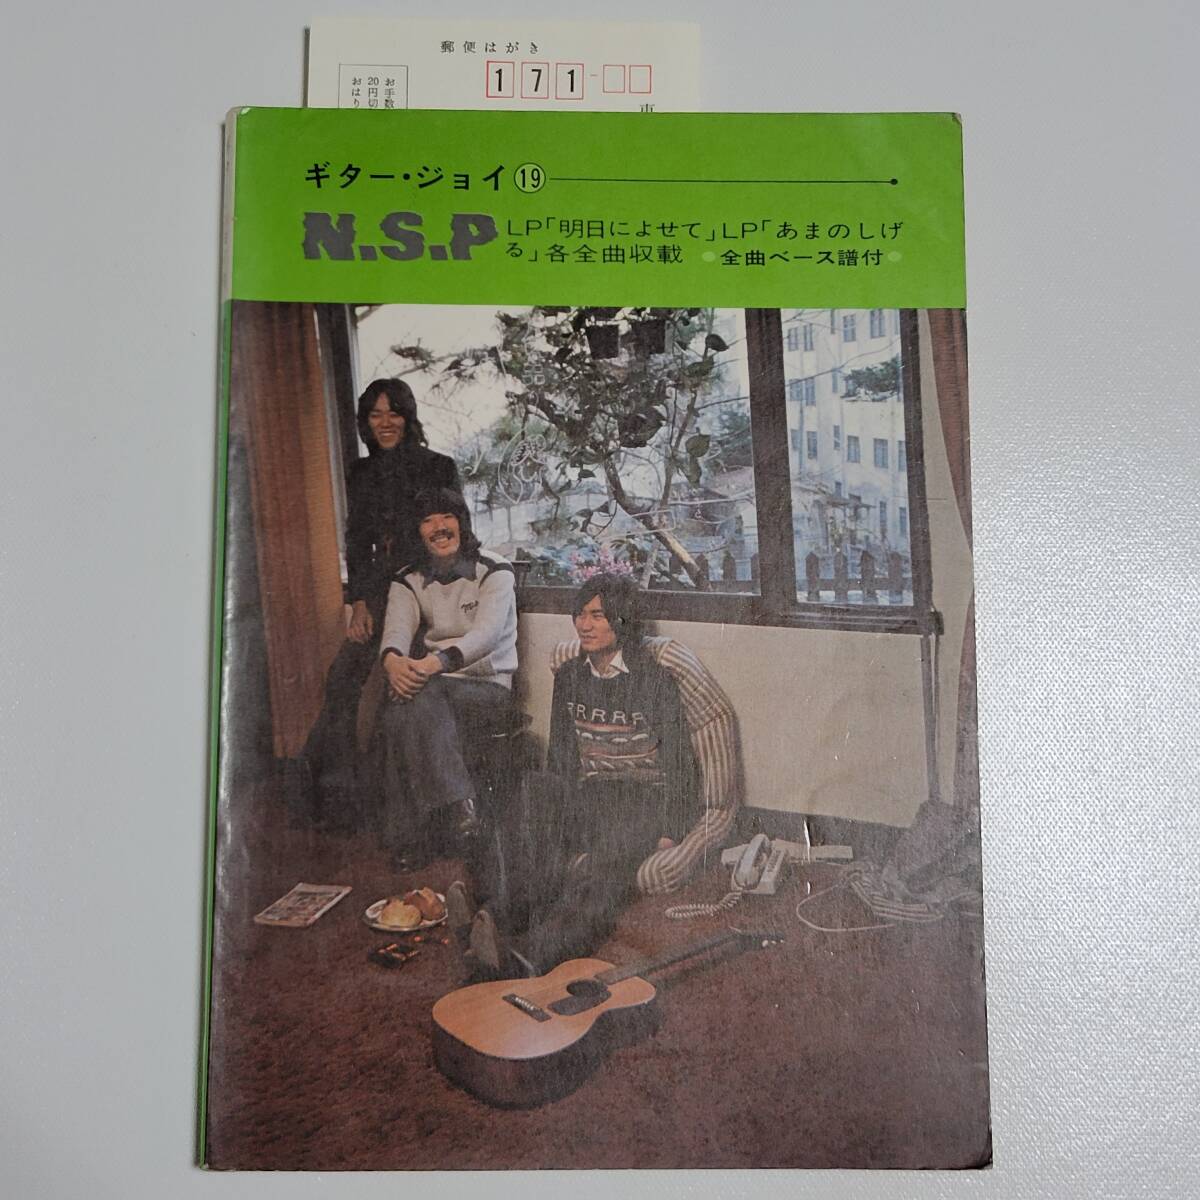 郵便はがき
171-
お手数
20円切
おはり
ギター・ジョイ⑲
N.S.P
LP「明日によせて」LP「あまのしげ
る」各全曲収載 ●全曲ベース譜付●
RRRRR